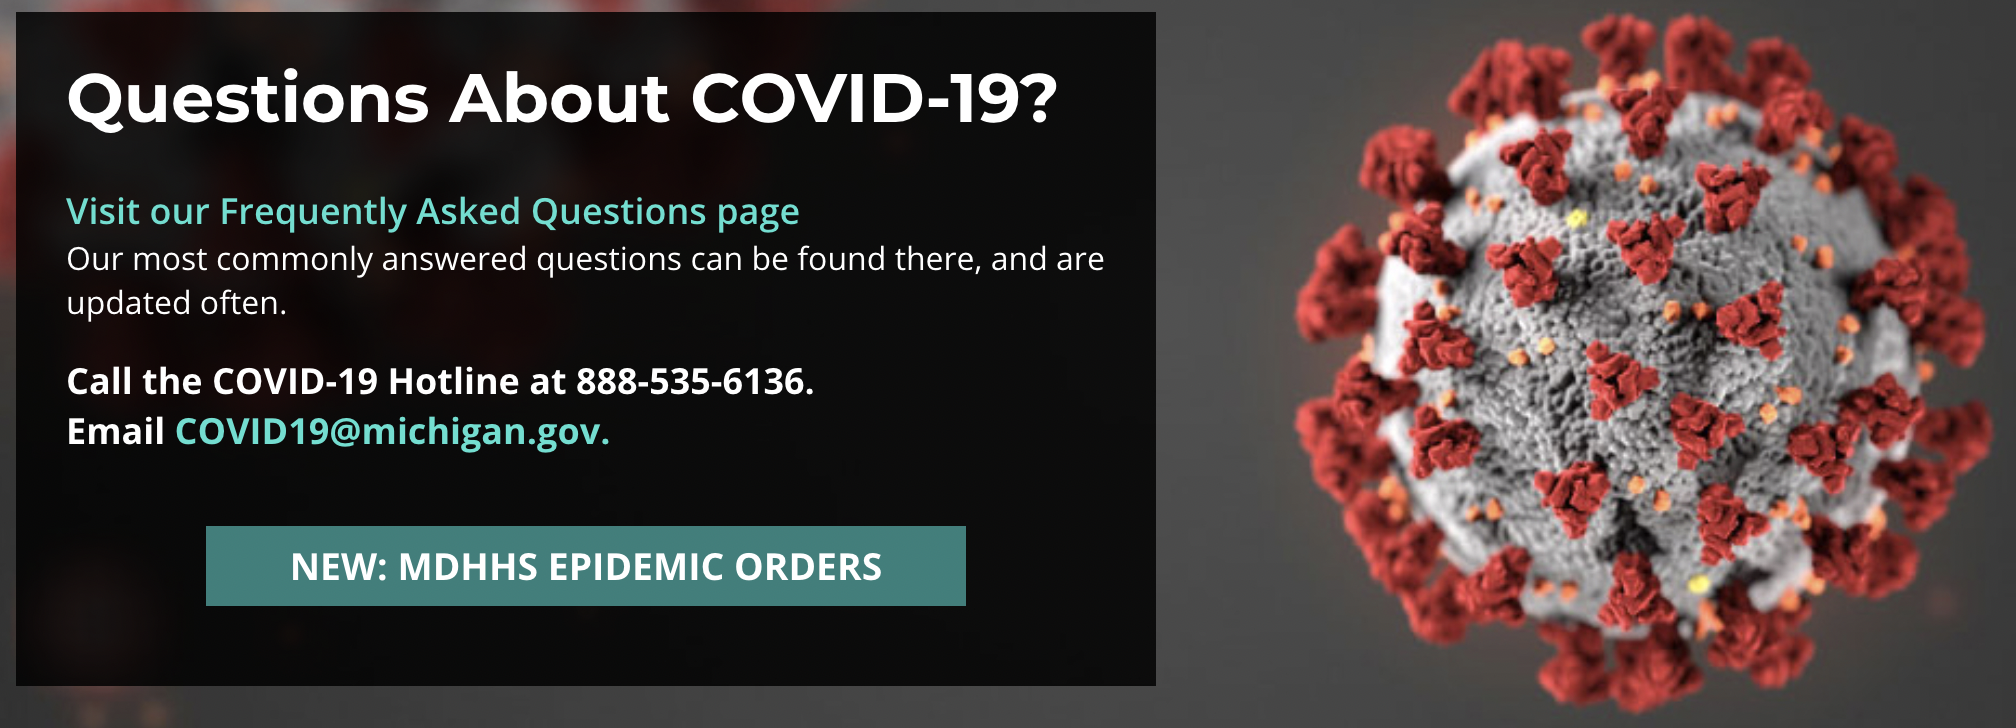 Questions About COVID-19?
Visit our Frequently Asked Questions page
Our most commonly answered questions can be found there, and are
updated often.
Call the COVID-19 Hotline at 888-535-6136.
Email COVID19@michigan.gov.
NEW: MDHHS EPIDEMIC ORDERS